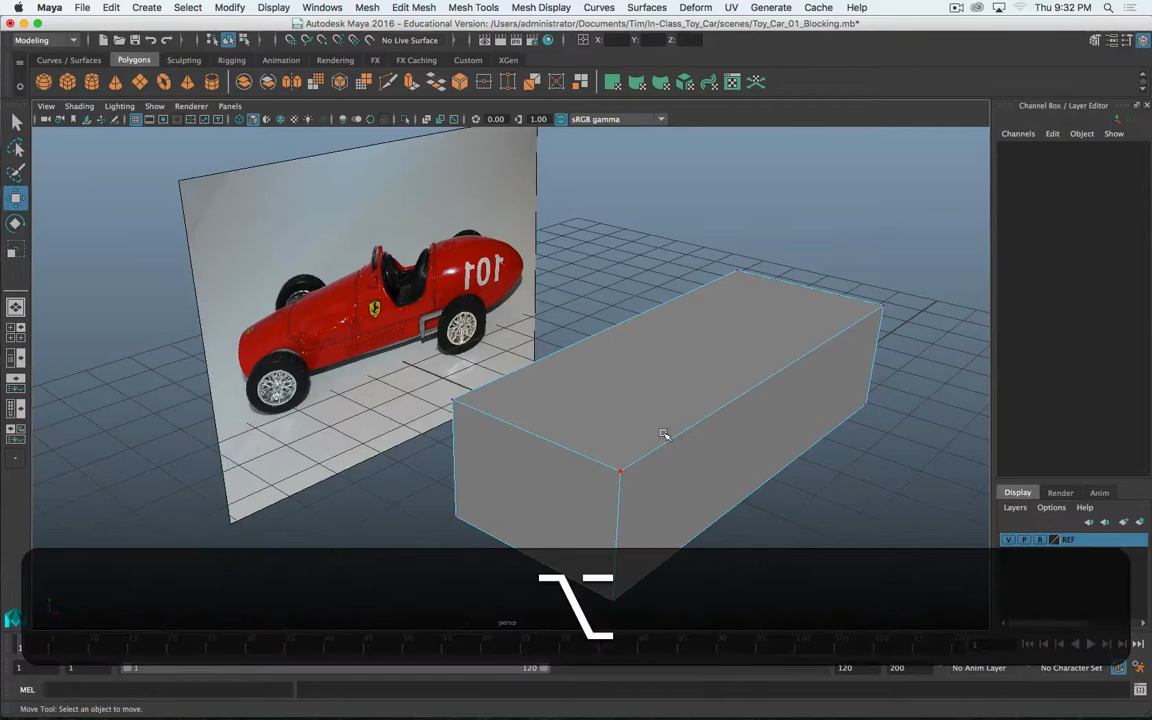 Maya File Edit Create Select Modify Display Windows Mesh Edit Mesh Mesh Tools Mesh Display Curves Surfaces Deform UV Generate Cache Help Thu 9:32 PM
Autodesk Maya 2016 - Educational Version: /Users/administrator/Documents/Tim/In-Class_Toy_Car/scenes/Toy_Car_01_Blocking.mb*
Modeling No Live Surface X: Y: Z:
Curves / Surfaces Polygons Sculpting Rigging Animation Rendering FX FX Caching Custom XGen
View Shading Lighting Show Renderer Panels Channel Box / Layer Editor
0.00 1.00 sRGB gamma
Channels Edit Object Show
Display Render Anim
Layers Options Help
V P R REF
persp
1 1 1 120 120 200 No Anim Layer No Character Set
MEL
Move Tool: Select an object to move.